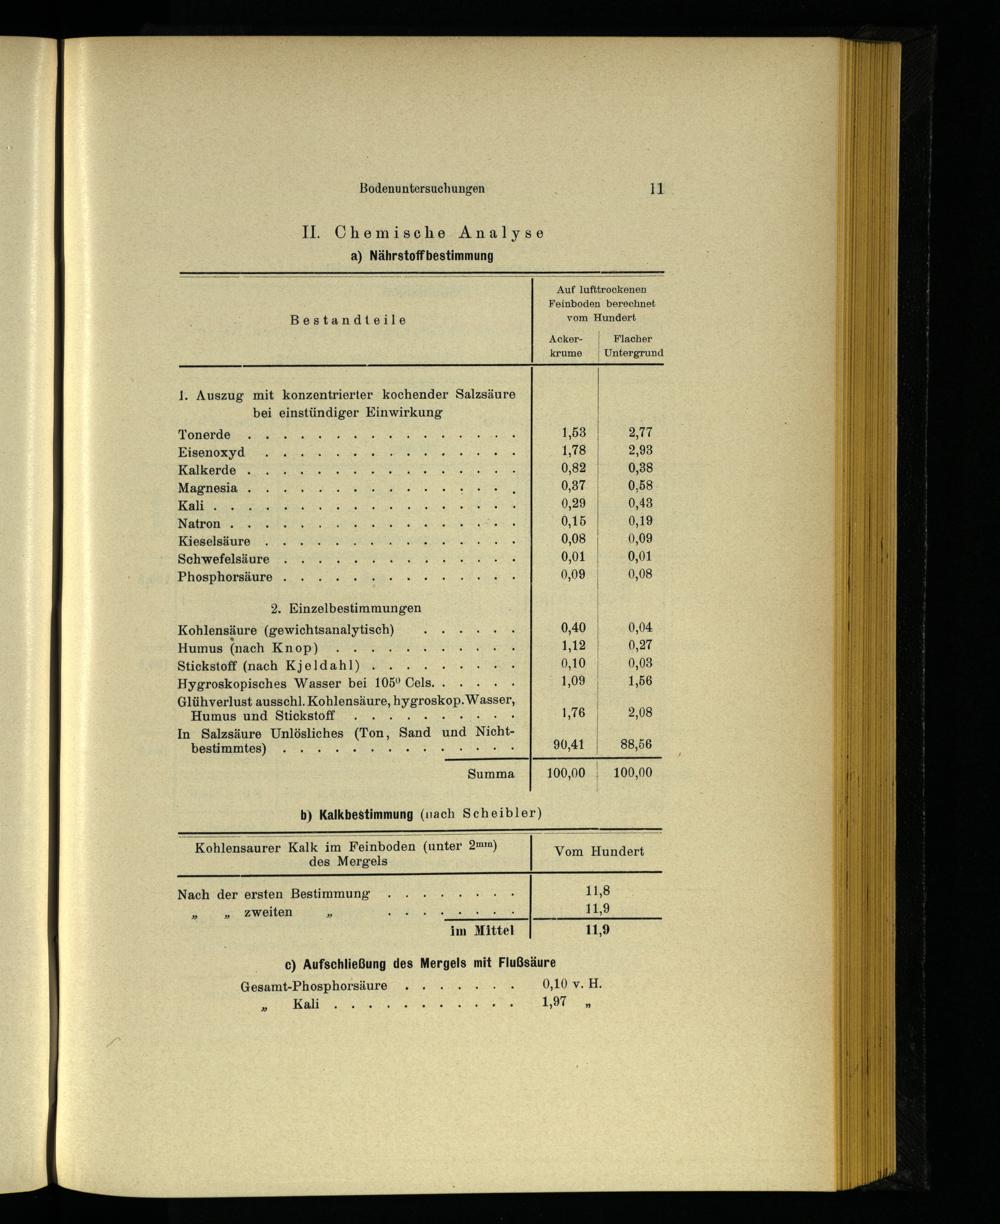 Bodenuntersuchungen 11
II. Chemische Analyse
a) Nährstoffbestimmung
Bestandteile
Auf lufttrockenen
Feinboden berechnet
vom Hundert
Acker- Flacher
krume Untergrund
1. Auszug mit konzentrierter kochender Salzsäure
bei einstündiger Einwirkung
Tonerde . . . . . . . . . . . . . . . . 1,53 2,77
Eisenoxyd . . . . . . . . . . . . . . . 1,78 2,93
Kalkerde . . . . . . . . . . . . . . . . 0,82 0,38
Magnesia . . . . . . . . . . . . . . . . 0,37 0,58
Kali . . . . . . . . . . . . . . . . . . 0,29 0,43
Natron . . . . . . . . . . . . . . . . . 0,15 0,19
Kieselsäure . . . . . . . . . . . . . . . 0,08 0,09
Schwefelsäure . . . . . . . . . . . . . . 0,01 0,01
Phosphorsäure . . . . . . . . . . . . . . 0,09 0,08
2. Einzelbestimmungen
Kohlensäure (gewichtsanalytisch) . . . . . . 0,40 0,04
Humus (nach Knop) . . . . . . . . . . . 1,12 0,27
Stickstoff (nach Kjeldahl) . . . . . . . . . 0,10 0,03
Hygroskopisches Wasser bei 105⁰ Cels. . . . . . 1,09 1,56
Glühverlust ausschl. Kohlensäure, hygroskop. Wasser,
Humus und Stickstoff . . . . . . . . . . 1,76 2,08
In Salzsäure Unlösliches (Ton, Sand und Nicht-
bestimmtes) . . . . . . . . . . . . . . 90,41 88,56
Summa 100,00 100,00
b) Kalkbestimmung (nach Scheibler)
Kohlensaurer Kalk im Feinboden (unter 2mm)
des Mergels
Vom Hundert
Nach der ersten Bestimmung . . . . . . . . 11,8
„ „ zweiten „ . . . . . . . . 11,9
im Mittel 11,9
c) Aufschließung des Mergels mit Flußsäure
Gesamt-Phosphorsäure . . . . . . . 0,10 v. H.
„ Kali . . . . . . . . . . . 1,97 „